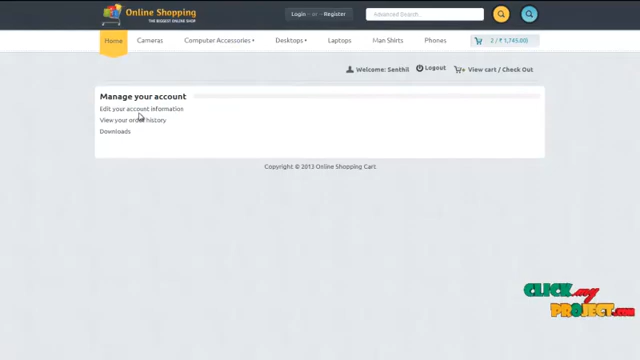 Online Shopping
THE BIGGEST ONLINE SHOP
Login - or - Register
Advanced Search...
Home
Cameras
Computer Accessories
Desktops
Laptops
Man Shirts
Phones
2 / ₹ 1,745.00
Welcome: Santhil
Logout
View cart / Check Out
Manage your account
Edit your account information
View your order history
Downloads
Copyright © 2013 Online Shopping Cart
CLICK my
PROJECT.com